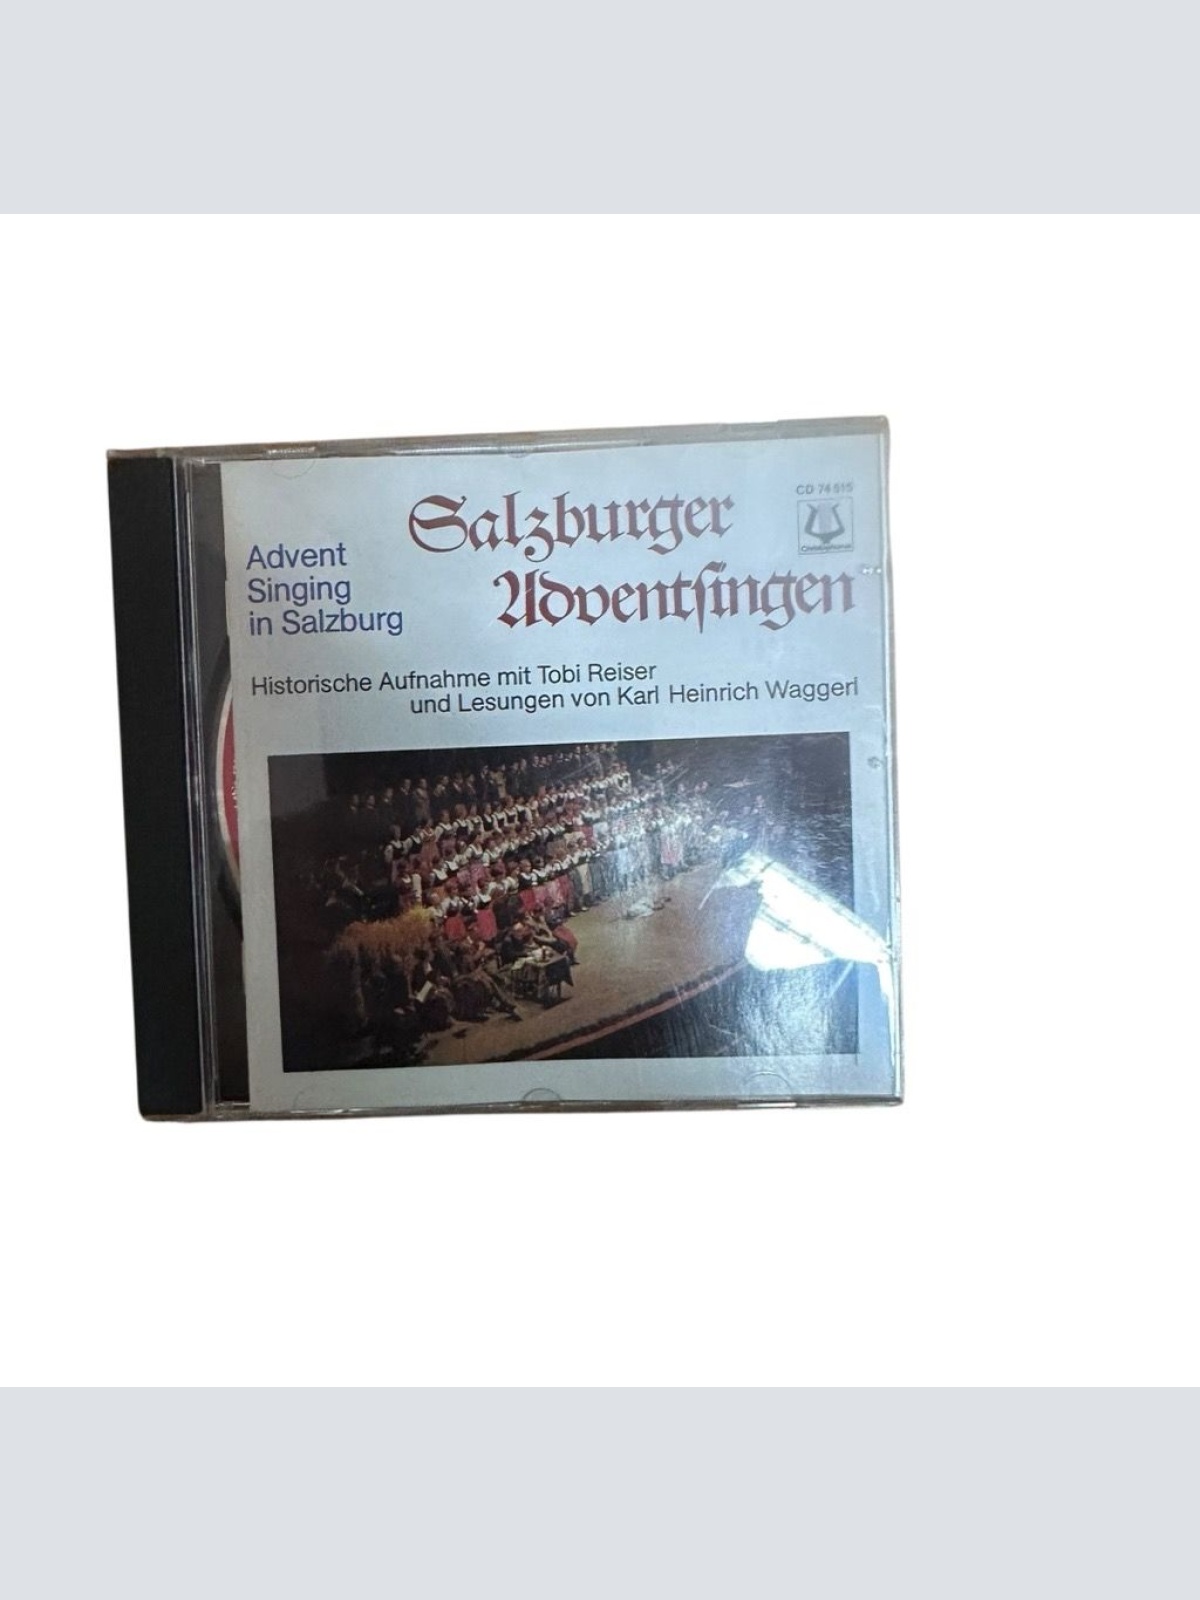 CD 74 515
Salzburger
Adventſingen
Advent
Singing
in Salzburg
Historische Aufnahme mit Tobi Reiser
und Lesungen von Karl Heinrich Waggerl
Christophorus